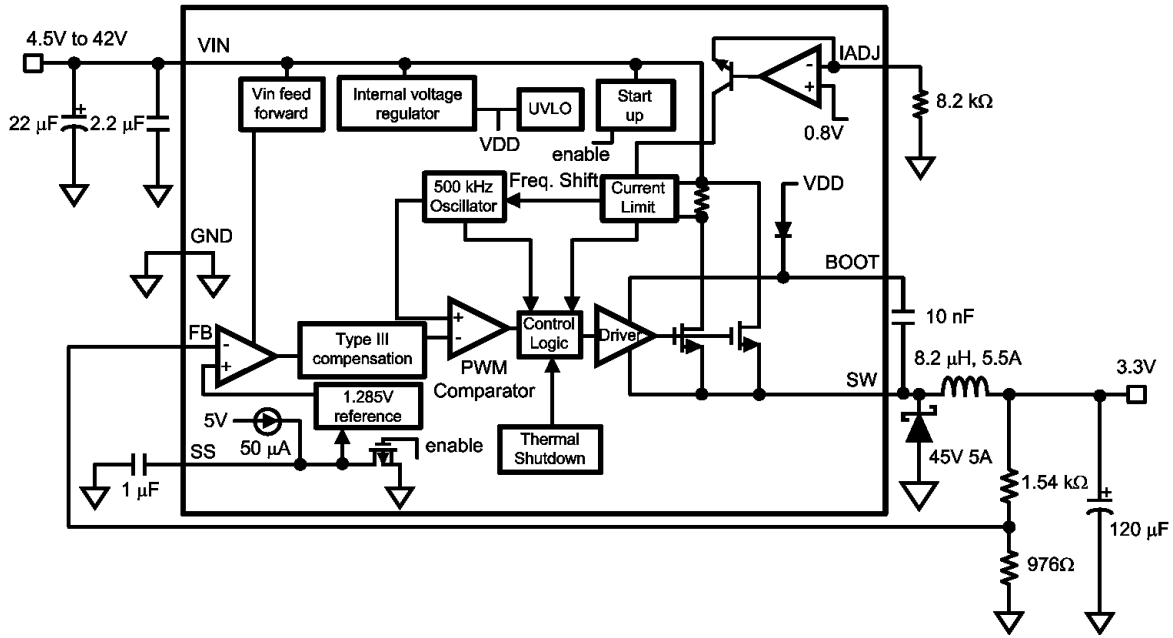 4.5V to 42V
VIN
IADJ
Vin feed
forward
Internal voltage
regulator
UVLO
VDD
Start
up
enable
-
+
0.8V
8.2 kΩ
+
22 μF
2.2 μF
500 kHz
Oscillator
Freq. Shift
Current
Limit
VDD
GND
BOOT
FB
-
+
Type III
compensation
+
-
PWM
Comparator
Control
Logic
Driver
10 nF
8.2 μH, 5.5A
3.3V
SW
1.285V
reference
5V
50 μA
SS
enable
Thermal
Shutdown
45V 5A
1.54 kΩ
+
120 μF
1 μF
976Ω